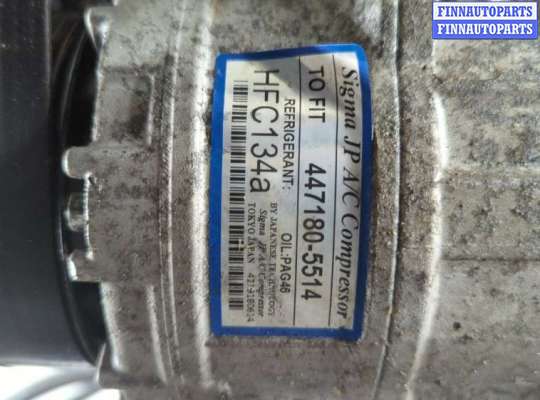 FINNAUTOPARTS
FINNAUTOPARTS
Sigma JP A/C Compressor
TO FIT 447180-5514
REFRIGERANT: OIL:PAG46
HFC134a
BY JAPANESE TECHNOLOGY
Sigma JP A/C Compressor
TOKYO JAPAN